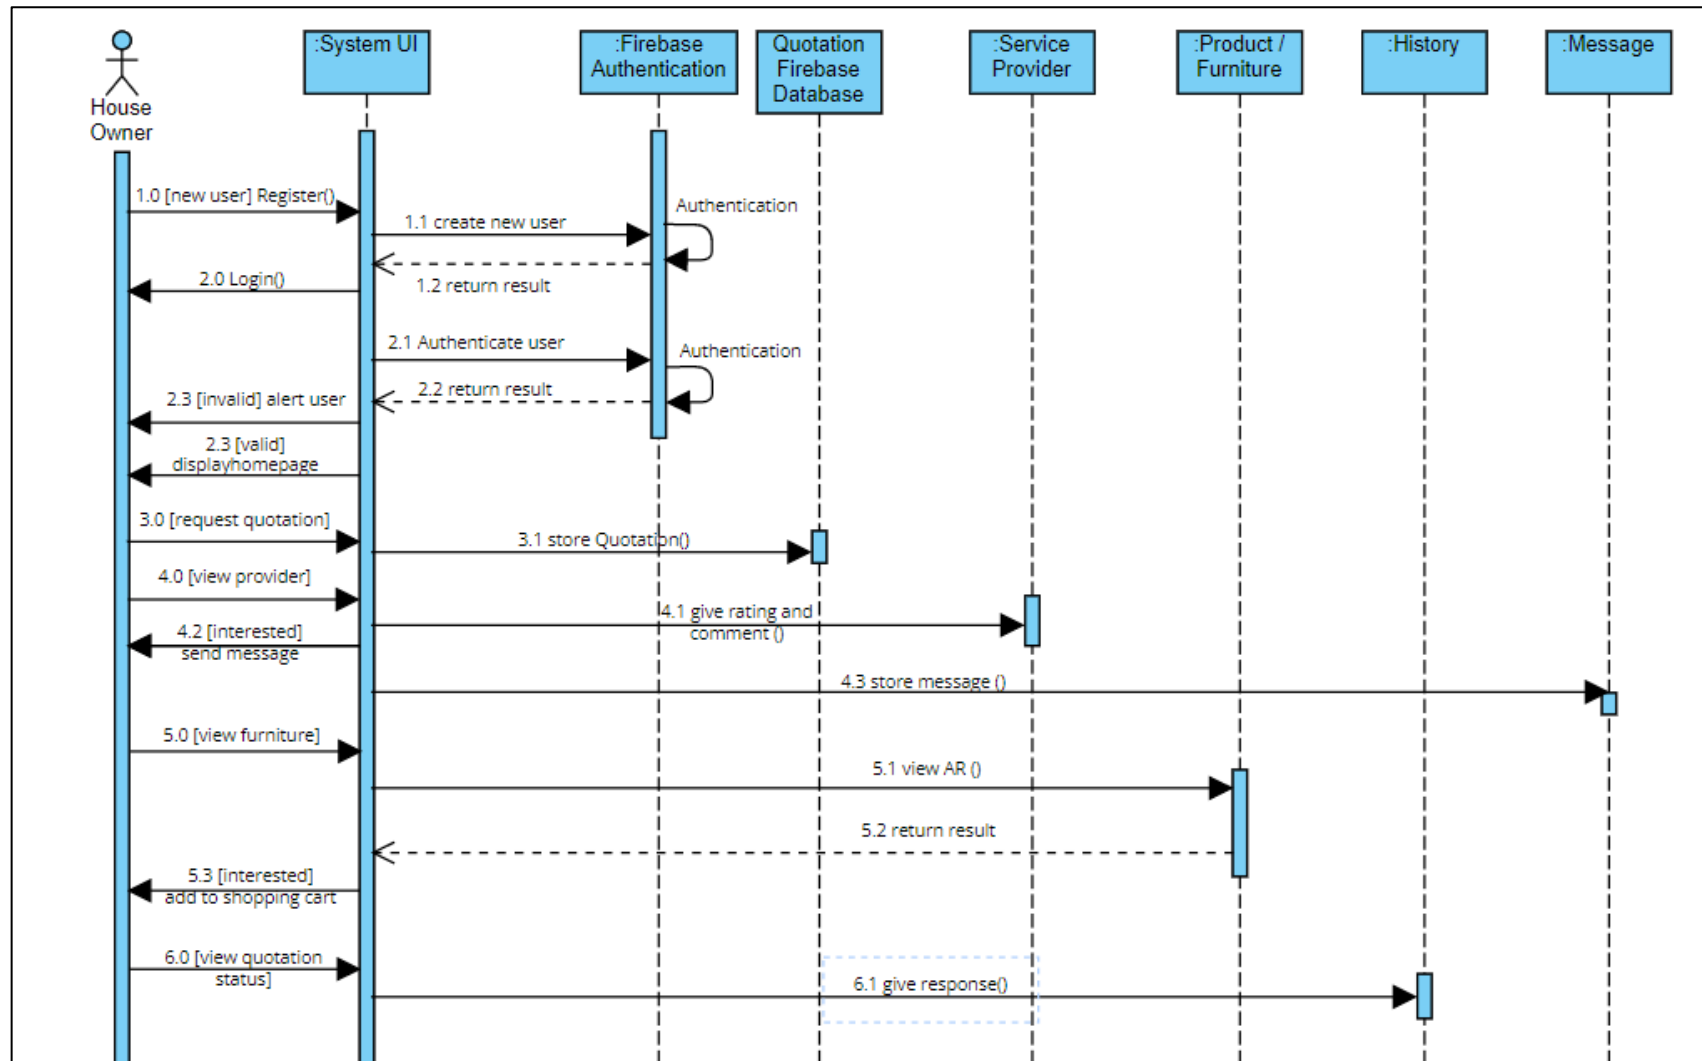 :System UI
:Firebase
Authentication
Quotation
Firebase
Database
:Service
Provider
:Product /
Furniture
:History
:Message
House
Owner
1.0 [new user] Register()
1.1 create new user
Authentication
1.2 return result
2.0 Login()
2.1 Authenticate user
Authentication
2.2 return result
2.3 [invalid] alert user
2.3 [valid]
displayhomepage
3.0 [request quotation]
3.1 store Quotation()
4.0 [view provider]
4.1 give rating and
comment ()
4.2 [interested]
send message
4.3 store message ()
5.0 [view furniture]
5.1 view AR ()
5.2 return result
5.3 [interested]
add to shopping cart
6.0 [view quotation
status]
6.1 give response()